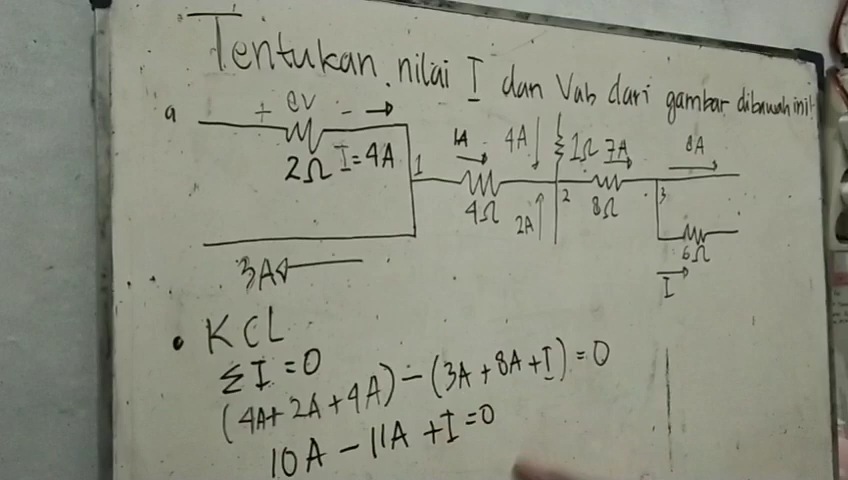 Tentukan nilai I dan Vab dari gambar dibawah ini!
a + 8V -
2Ω I = 4A
1
1A
4Ω
4A
2A
1Ω
2
7A
8Ω
8A
3
6Ω
I
3A
• KCL
Σ I = 0
(4A + 2A + 4A) - (3A + 8A + I) = 0
10A - 11A + I = 0